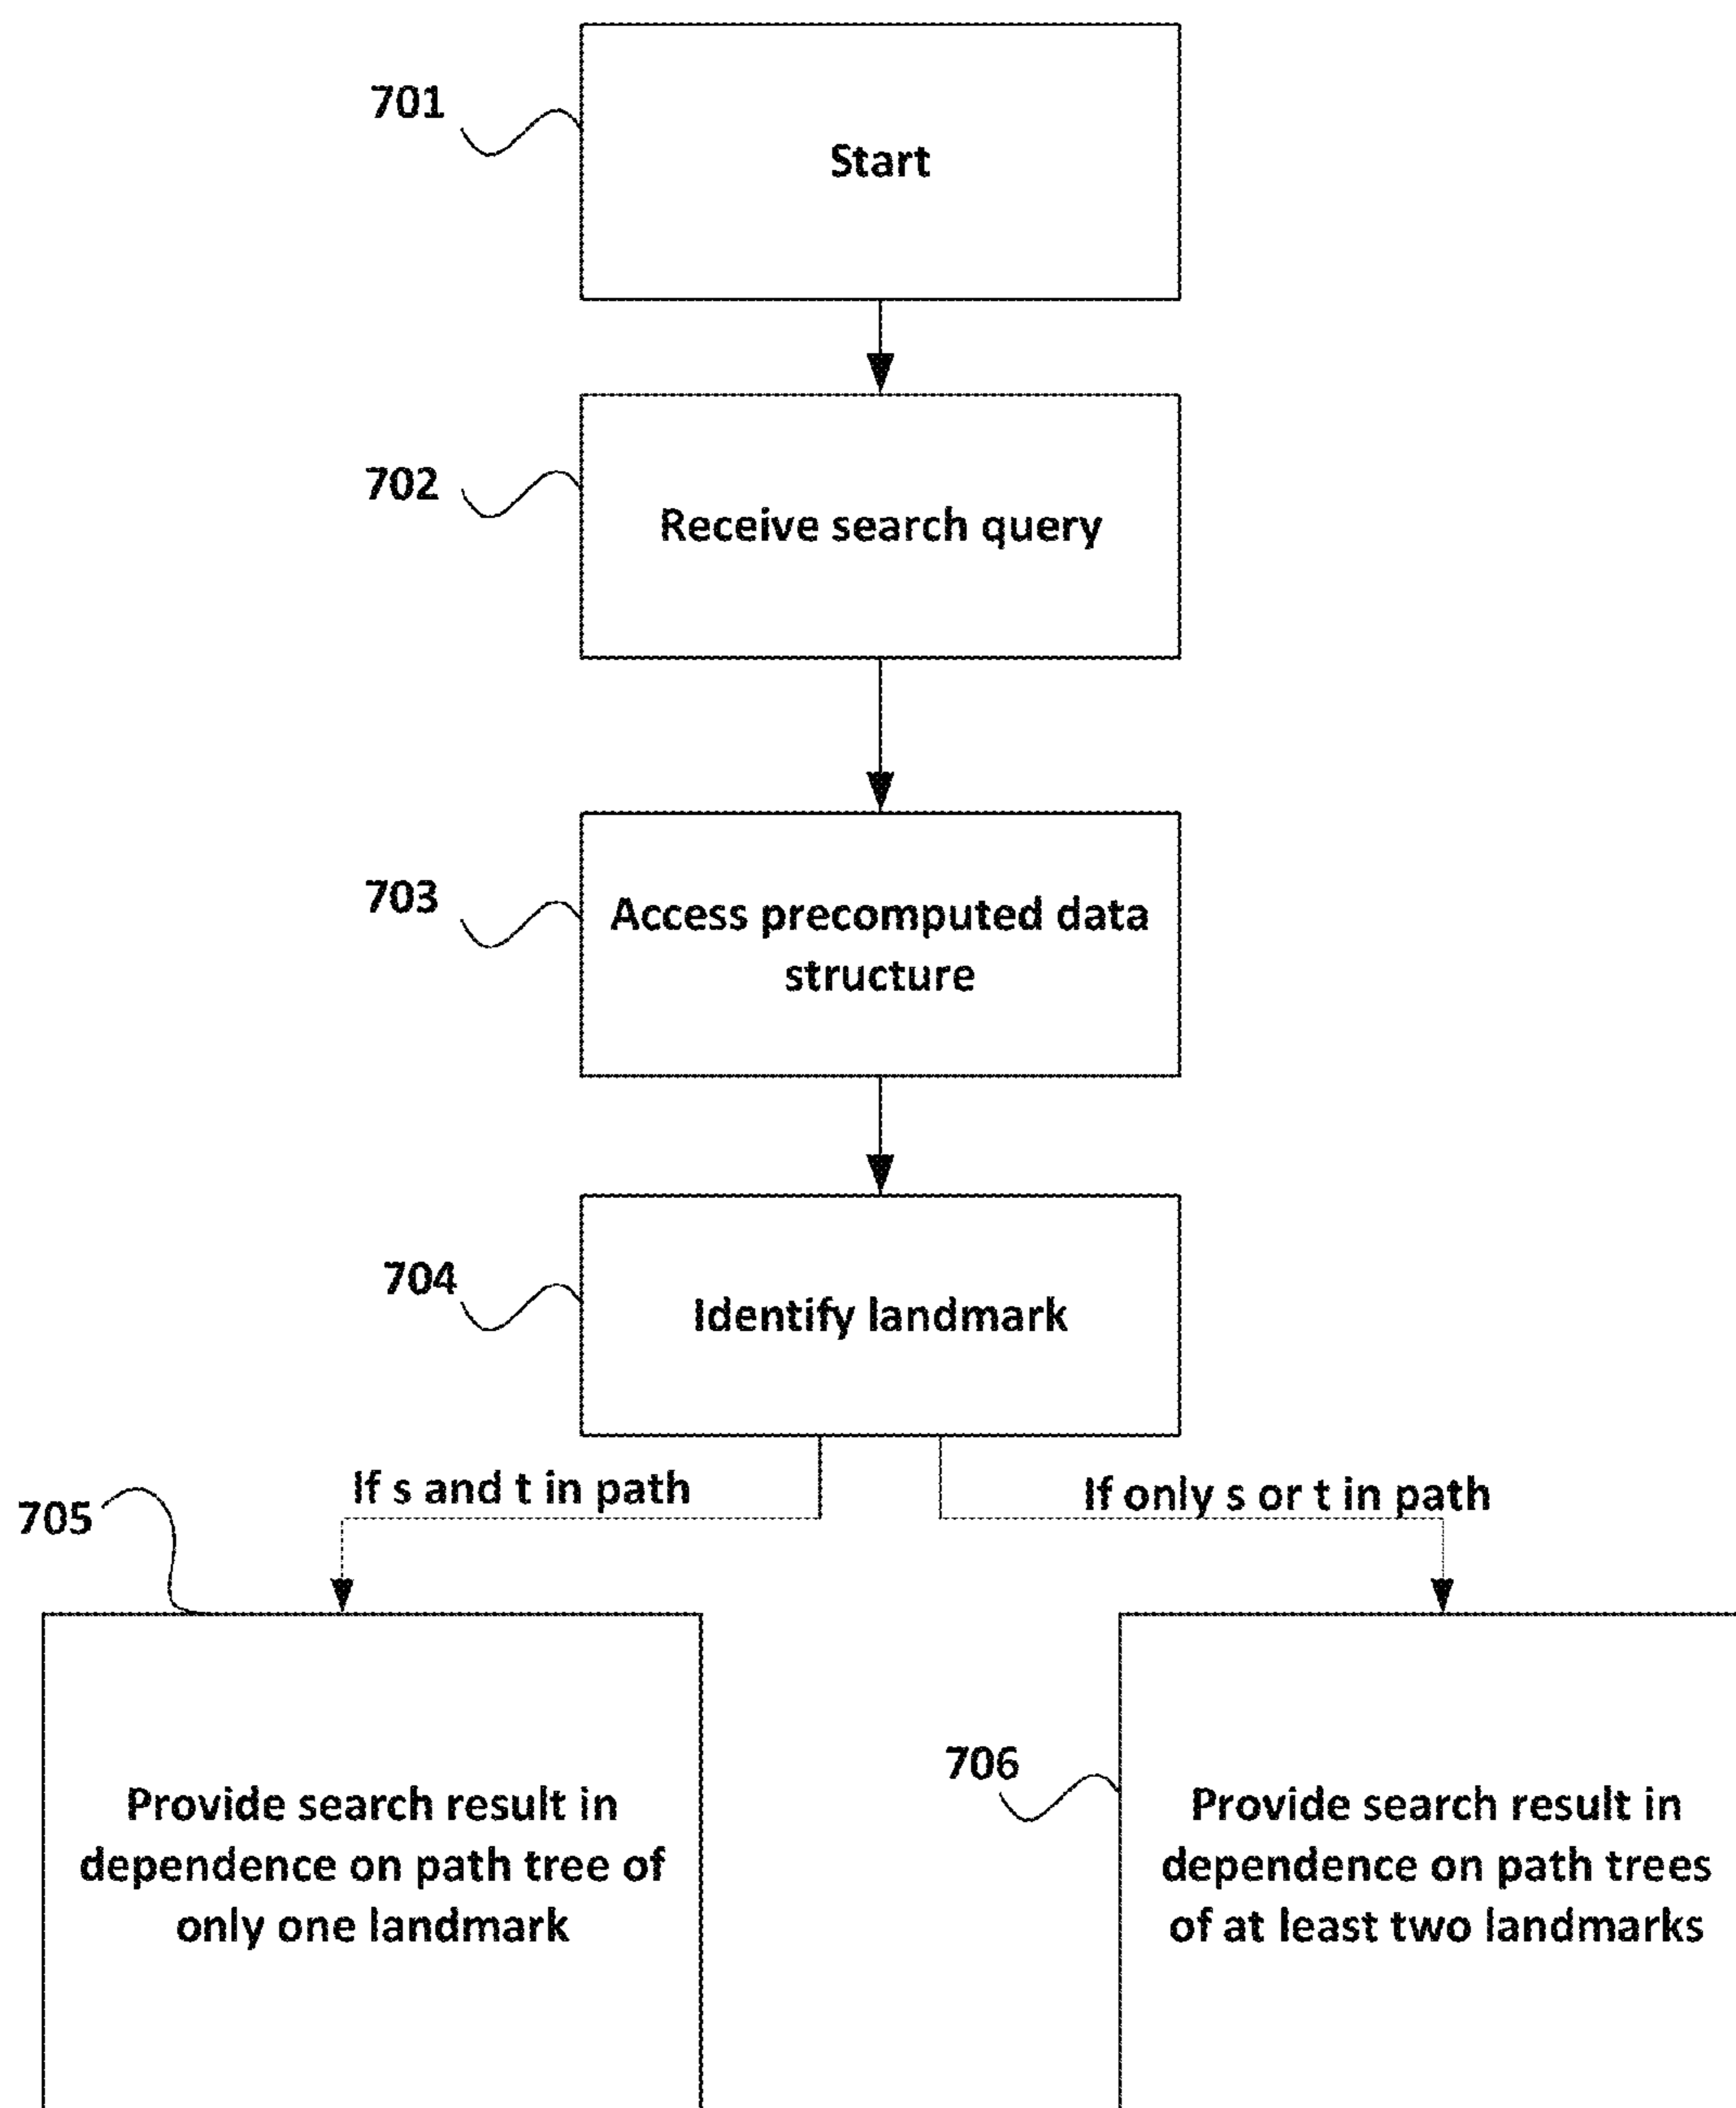 701
Start
702
Receive search query
703
Access precomputed data
structure
704
Identify landmark
If s and t in path
If only s or t in path
705
Provide search result in
dependence on path tree of
only one landmark
706
Provide search result in
dependence on path trees
of at least two landmarks